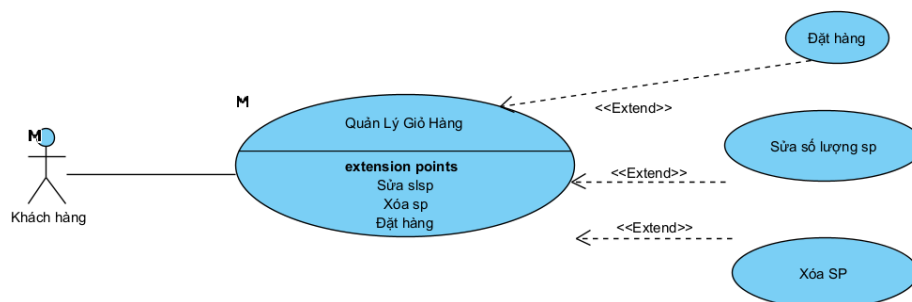 Đặt hàng
M
Quản Lý Giỏ Hàng
<<Extend>>
M
extension points
Sửa slsp
Xóa sp
Đặt hàng
Sửa số lượng sp
<<Extend>>
Khách hàng
<<Extend>>
Xóa SP